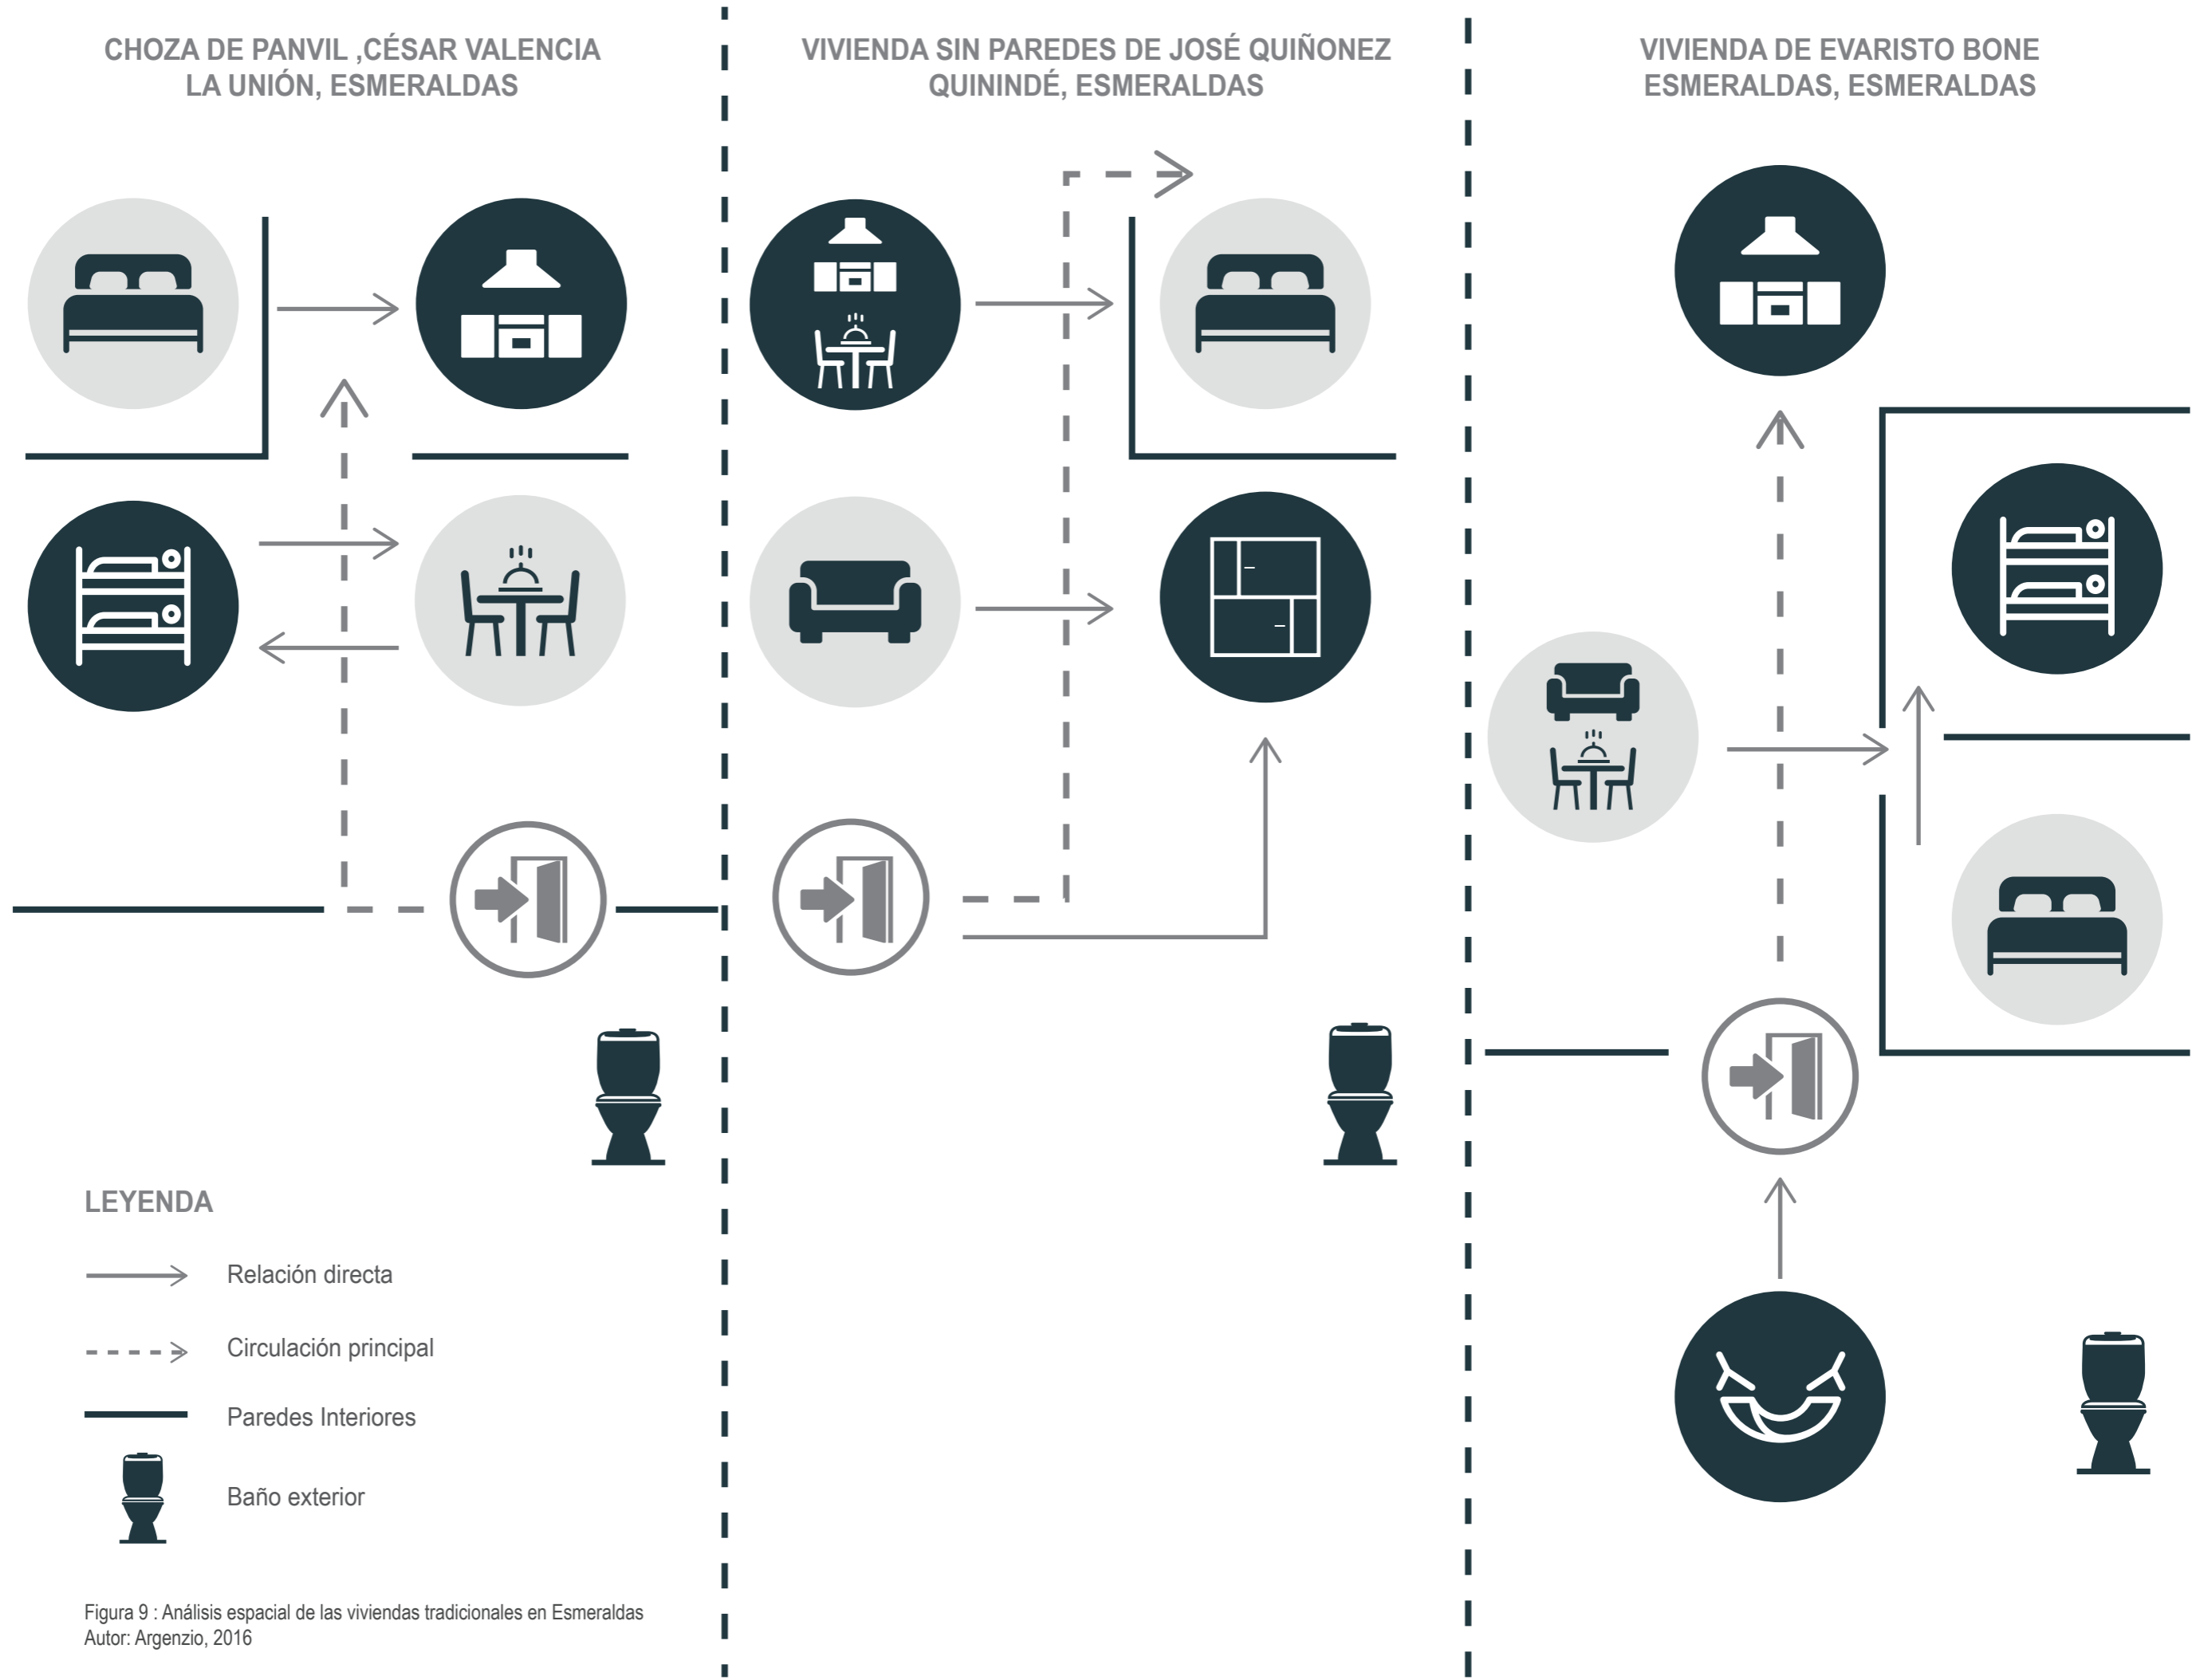 CHOZA DE PANVIL ,CÉSAR VALENCIA
LA UNIÓN, ESMERALDAS
VIVIENDA SIN PAREDES DE JOSÉ QUIÑONEZ
QUININDÉ, ESMERALDAS
VIVIENDA DE EVARISTO BONE
ESMERALDAS, ESMERALDAS
LEYENDA
Relación directa
Circulación principal
Paredes Interiores
Baño exterior
Figura 9 : Análisis espacial de las viviendas tradicionales en Esmeraldas
Autor: Argenzio, 2016